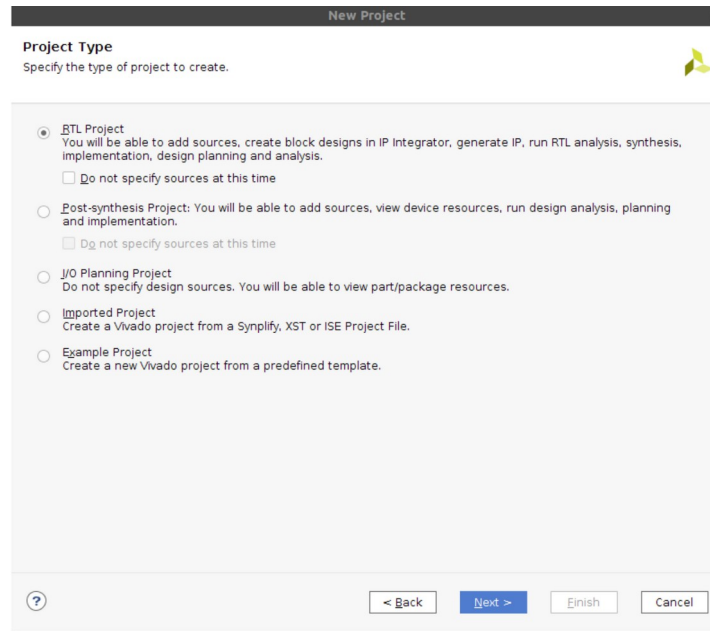 New Project
Project Type
Specify the type of project to create.
RTL Project
You will be able to add sources, create block designs in IP Integrator, generate IP, run RTL analysis, synthesis,
implementation, design planning and analysis.
Do not specify sources at this time
Post-synthesis Project: You will be able to add sources, view device resources, run design analysis, planning
and implementation.
Do not specify sources at this time
I/O Planning Project
Do not specify design sources. You will be able to view part/package resources.
Imported Project
Create a Vivado project from a Synplify, XST or ISE Project File.
Example Project
Create a new Vivado project from a predefined template.
? < Back Next > Finish Cancel